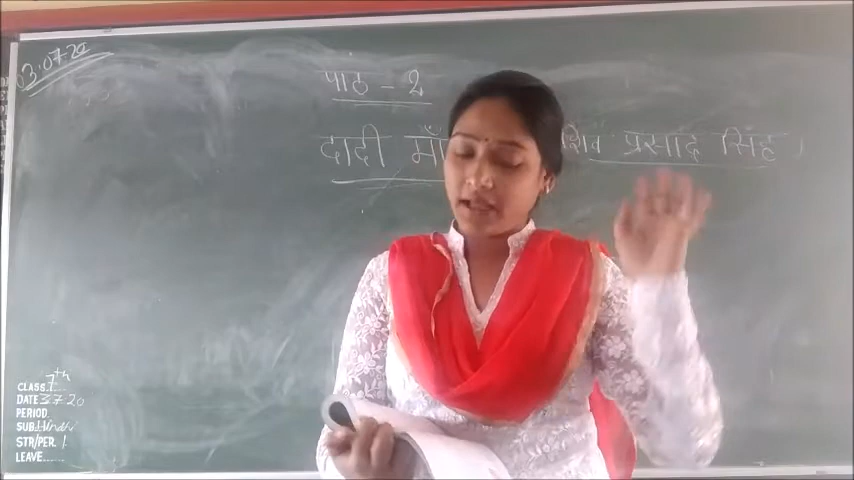 03.07.20
पाठ - 2
दादी माँ शिव प्रसाद सिंह।
CLASS 7th
DATE 3-7-20
PERIOD
SUB. Hindi
STR/PER. 1
LEAVE......